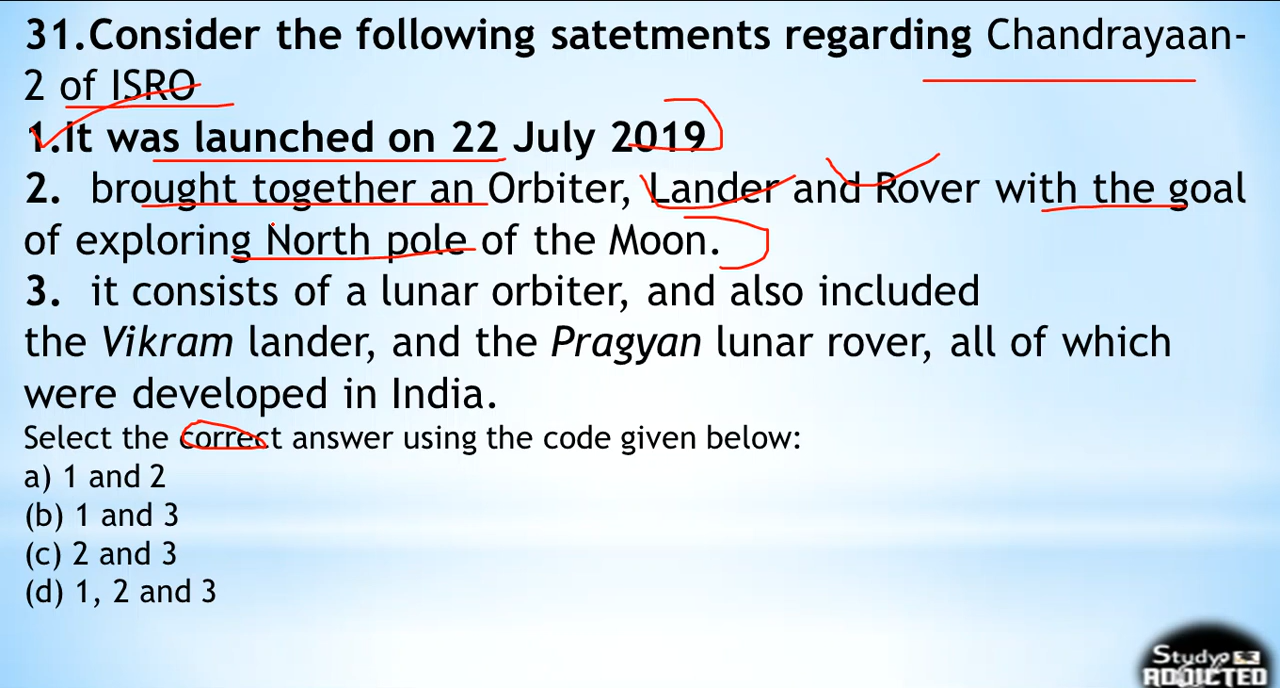 31.Consider the following satetments regarding Chandrayaan-
2 of ISRO
1.It was launched on 22 July 2019
2. brought together an Orbiter, Lander and Rover with the goal
of exploring North pole of the Moon.
3. it consists of a lunar orbiter, and also included
the Vikram lander, and the Pragyan lunar rover, all of which
were developed in India.
Select the correct answer using the code given below:
a) 1 and 2
(b) 1 and 3
(c) 2 and 3
(d) 1, 2 and 3
Study
ADDICTED